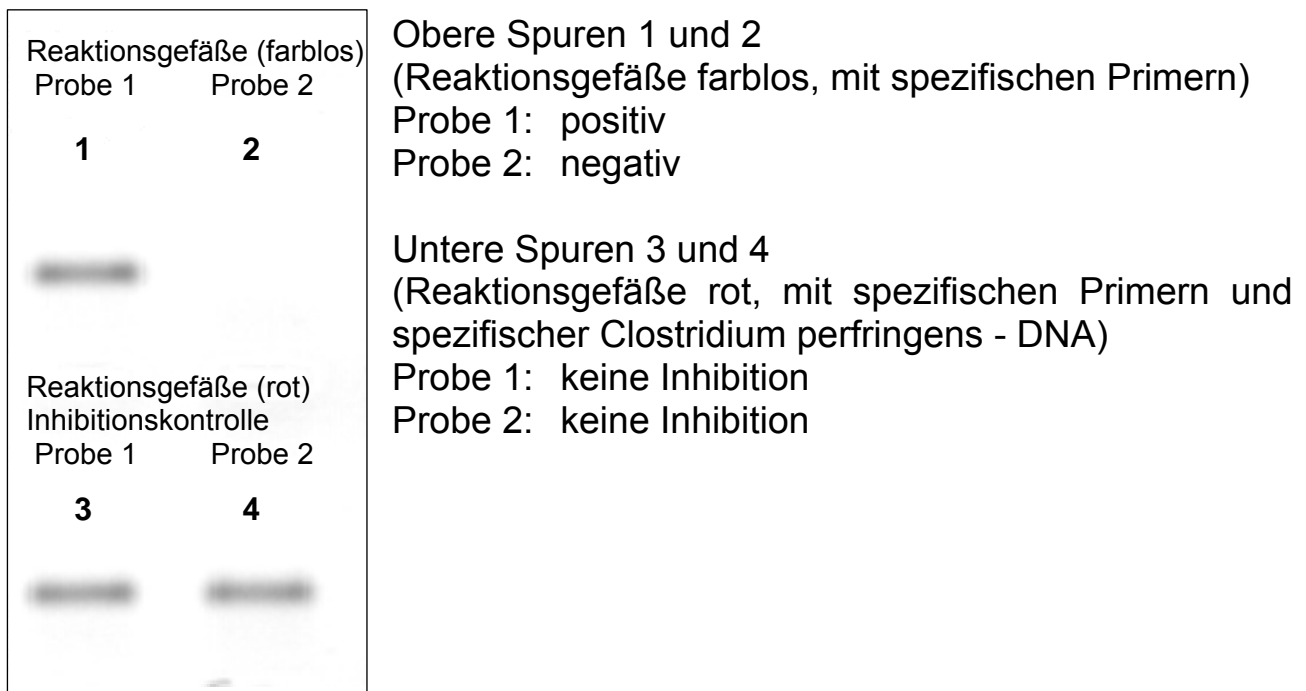 Reaktionsgefäße (farblos)
Probe 1 Probe 2
1 2
Reaktionsgefäße (rot)
Inhibitionskontrolle
Probe 1 Probe 2
3 4
Obere Spuren 1 und 2
(Reaktionsgefäße farblos, mit spezifischen Primern)
Probe 1: positiv
Probe 2: negativ
Untere Spuren 3 und 4
(Reaktionsgefäße rot, mit spezifischen Primern und
spezifischer Clostridium perfringens - DNA)
Probe 1: keine Inhibition
Probe 2: keine Inhibition